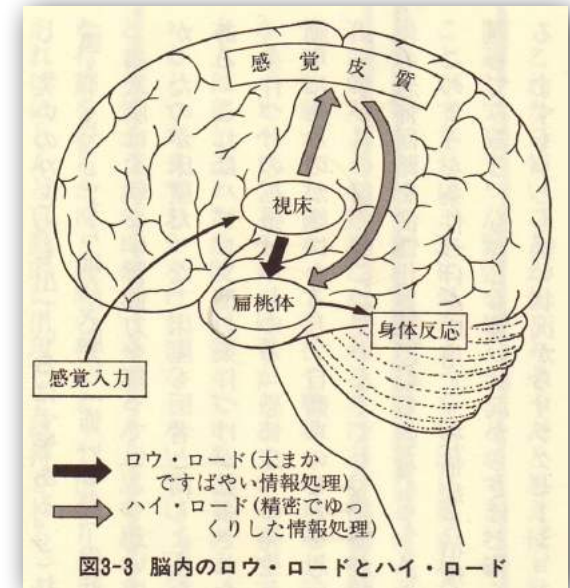 感覚皮質
視床
扁桃体
身体反応
感覚入力
ロウ・ロード(大まか
ですばやい情報処理)
ハイ・ロード(精密でゆっ
くりした情報処理)
図3-3 脳内のロウ・ロードとハイ・ロード